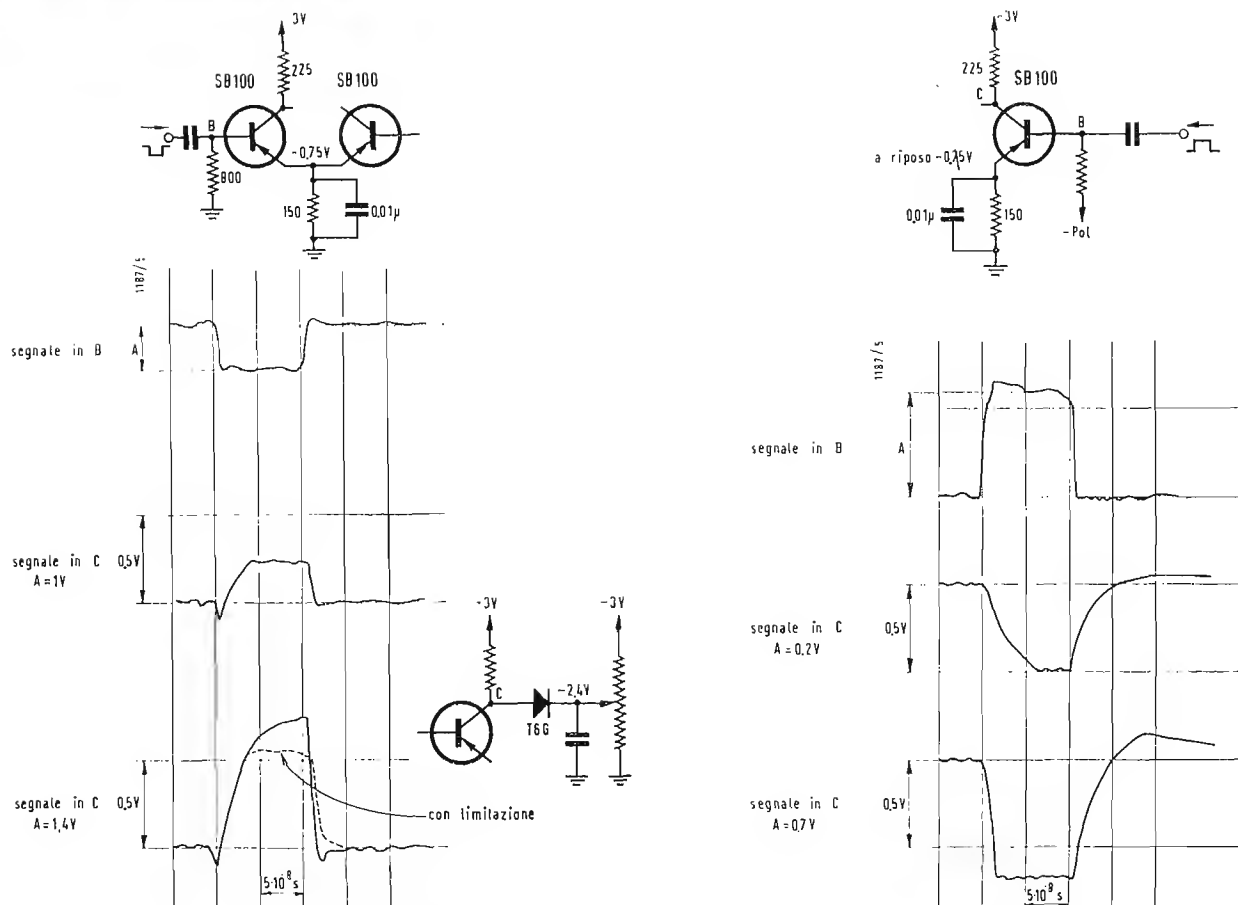 -3V
225
SB100
SB100
B
800
-0,75V
150
0,01µ
-3V
225
SB100
C
B
a riposo -0,75V
0,01µ
150
-Pol
1187/5
segnale in B
A
segnale in C
0,5V
A=1V
-3V
-3V
C
-2,4V
T6G
segnale in C
0,5V
A=1,4V
con limitazione
5·10⁻⁸ s
1187/5
segnale in B
A
segnale in C
0,5V
A=0,2V
segnale in C
0,5V
A=0,7V
5·10⁻⁸ s